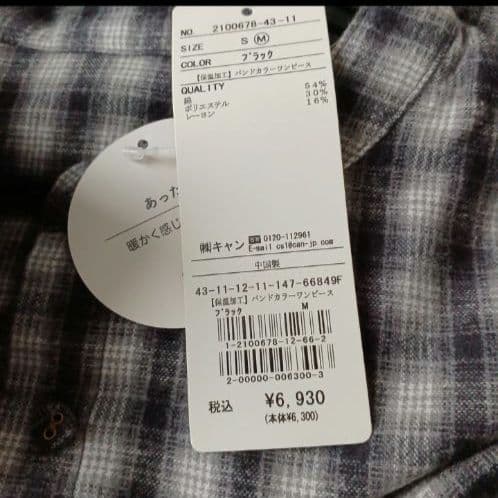 NO. 2100678-43-11
SIZE S M
COLOR ブラック
【保温加工】バンドカラーワンピース
QUALITY
綿 54%
ポリエステル 30%
レーヨン 16%
あった
暖かく感じ
㈱キャン 0120-112961
E-mail csl@can-jp.com
中国製
43-11-12-11-147-66849F
【保温加工】バンドカラーワンピース
ブラック M
1-2100678-12-66-2
2-00000-006300-3
税込 ¥6,930
(本体¥6,300)